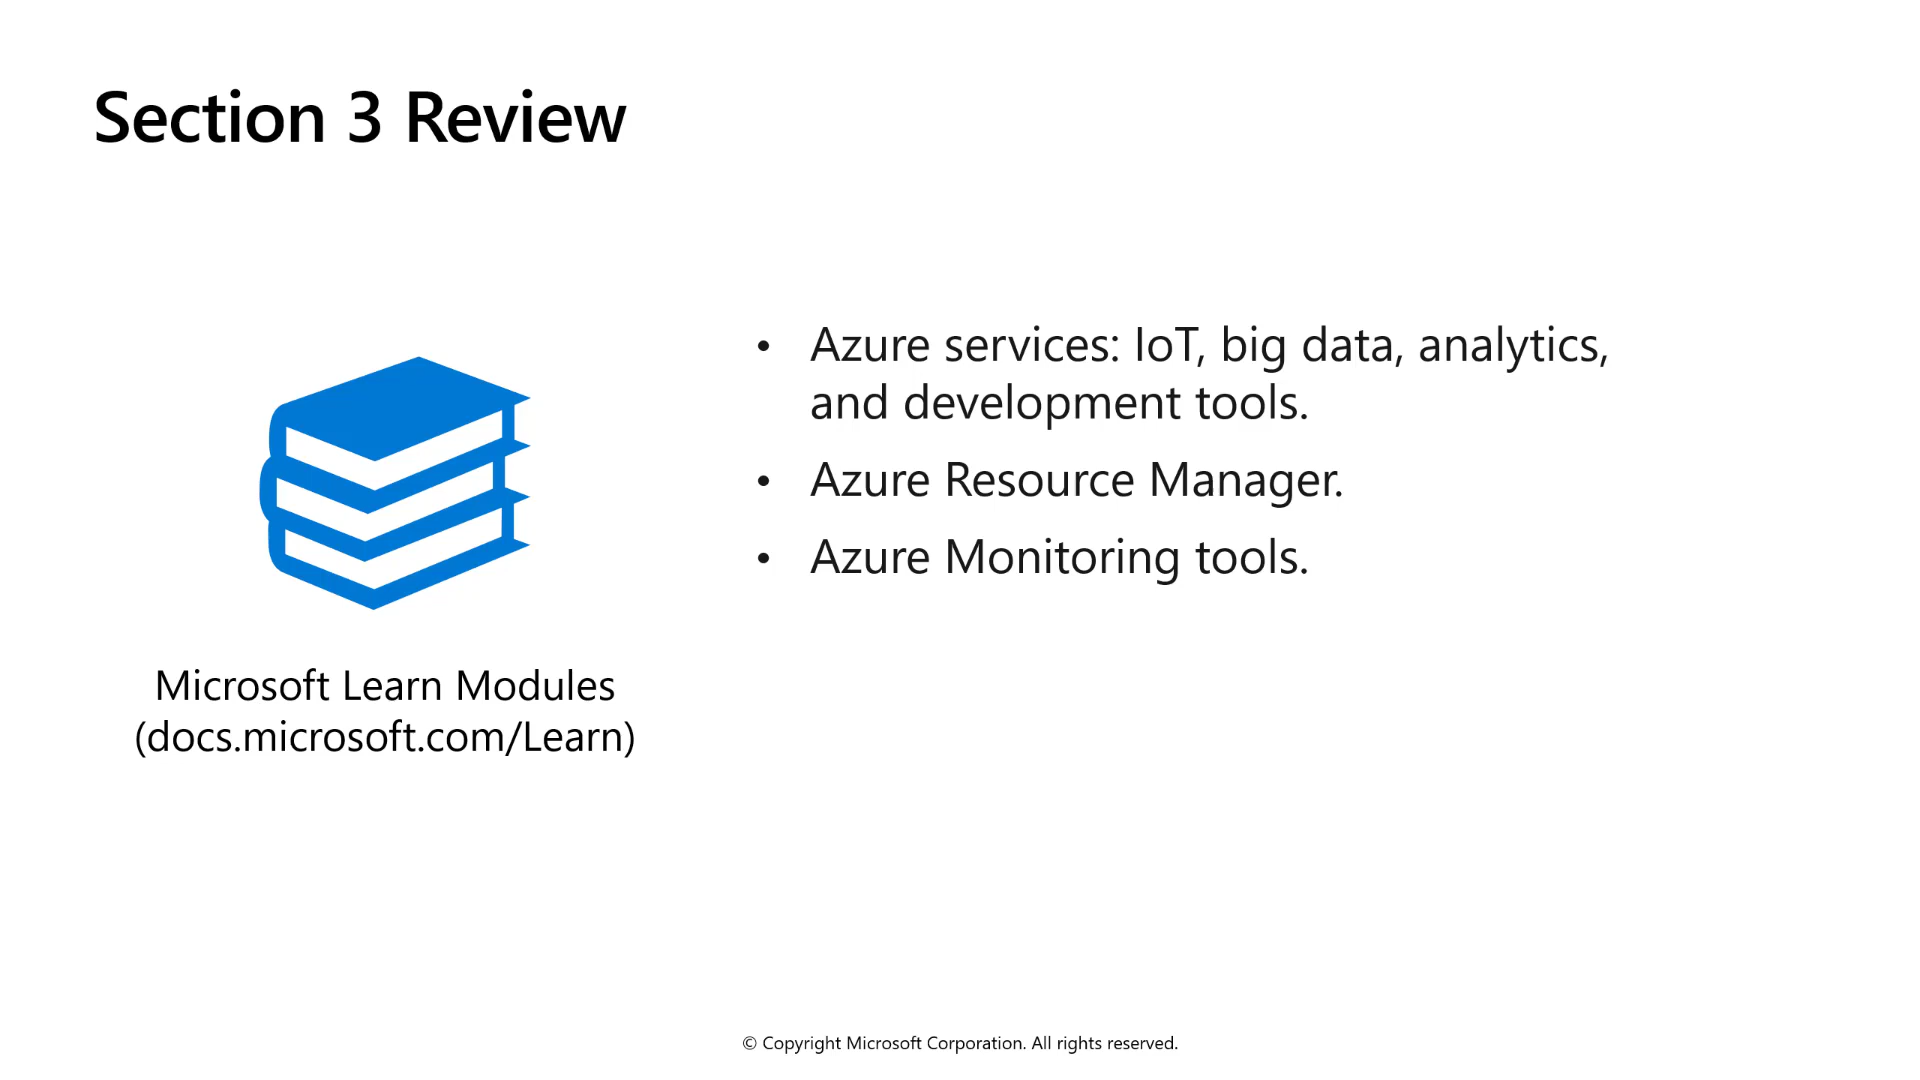 Section 3 Review
• Azure services: IoT, big data, analytics,
and development tools.
• Azure Resource Manager.
• Azure Monitoring tools.
Microsoft Learn Modules
(docs.microsoft.com/Learn)
© Copyright Microsoft Corporation. All rights reserved.